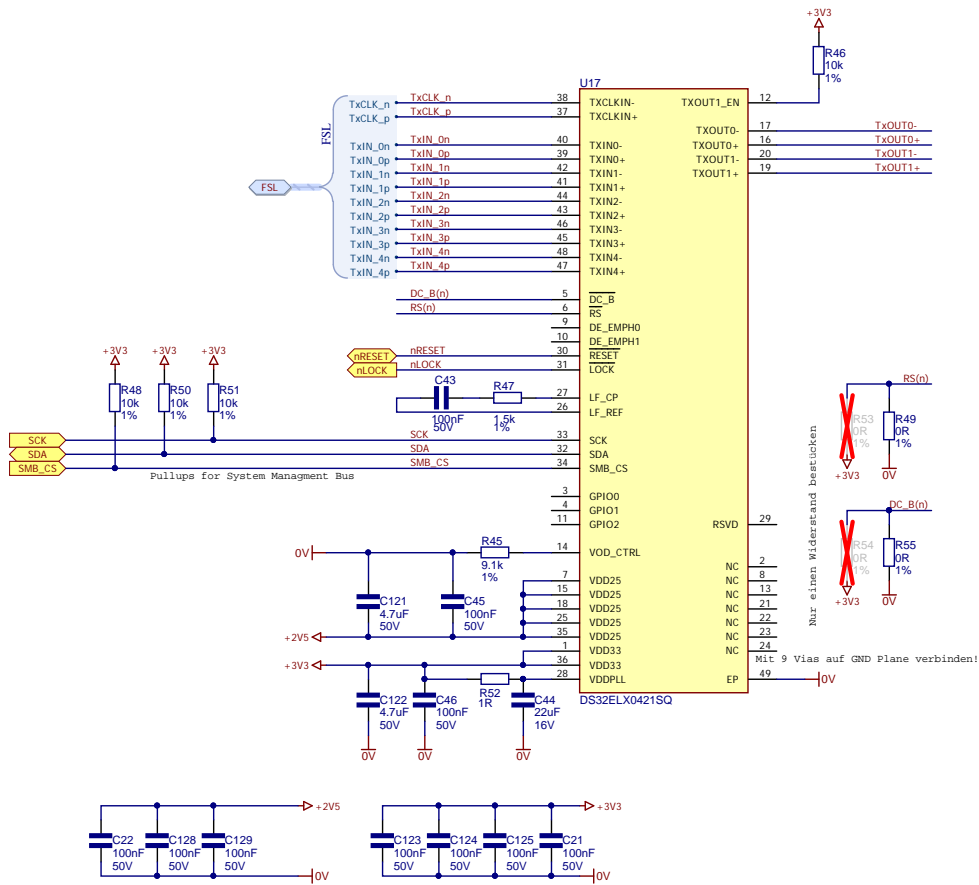 +3V3
R46
10k
1%
U17
FSL
FSL
TxCLK_n
TxCLK_p
TxIN_0n
TxIN_0p
TxIN_1n
TxIN_1p
TxIN_2n
TxIN_2p
TxIN_3n
TxIN_3p
TxIN_4n
TxIN_4p
TxCLK_n
TxCLK_p
TxIN_0n
TxIN_0p
TxIN_1n
TxIN_1p
TxIN_2n
TxIN_2p
TxIN_3n
TxIN_3p
TxIN_4n
TxIN_4p
DC_B(n)
RS(n)
nRESET
nRESET
nLOCK
nLOCK
38 TXCLKIN-
37 TXCLKIN+
40 TXIN0-
39 TXIN0+
42 TXIN1-
41 TXIN1+
44 TXIN2-
43 TXIN2+
46 TXIN3-
45 TXIN3+
48 TXIN4-
47 TXIN4+
5 DC_B
6 RS
9 DE_EMPH0
10 DE_EMPH1
30 RESET
31 LOCK
27 LF_CP
26 LF_REF
33 SCK
32 SDA
34 SMB_CS
3 GPIO0
4 GPIO1
11 GPIO2
14 VOD_CTRL
7 VDD25
15 VDD25
18 VDD25
25 VDD25
35 VDD25
1 VDD33
36 VDD33
28 VDDPLL
TXOUT1_EN 12
TXOUT0- 17 TxOUT0-
TXOUT0+ 16 TxOUT0+
TXOUT1- 20 TxOUT1-
TXOUT1+ 19 TxOUT1+
RSVD 29
NC 2
NC 8
NC 13
NC 21
NC 22
NC 23
NC 24
EP 49
0V
DS32ELX0421SQ
Mit 9 Vias auf GND Plane verbinden!
C43
100nF
50V
R47
1.5k
1%
+3V3
+3V3
+3V3
R48
10k
1%
R50
10k
1%
R51
10k
1%
SCK
SDA
SMB_CS
SCK
SDA
SMB_CS
Pullups for System Managment Bus
Nur einen Widerstand bestücken
RS(n)
R53
0R
1%
R49
0R
1%
+3V3
0V
DC_B(n)
R54
0R
1%
R55
0R
1%
+3V3
0V
0V
R45
9.1k
1%
C121
4.7uF
50V
C45
100nF
50V
+2V5
+3V3
C122
4.7uF
50V
C46
100nF
50V
R52
1R
C44
22uF
16V
0V
0V
0V
+2V5
C22
100nF
50V
C128
100nF
50V
C129
100nF
50V
0V
+3V3
C123
100nF
50V
C124
100nF
50V
C125
100nF
50V
C21
100nF
50V
0V